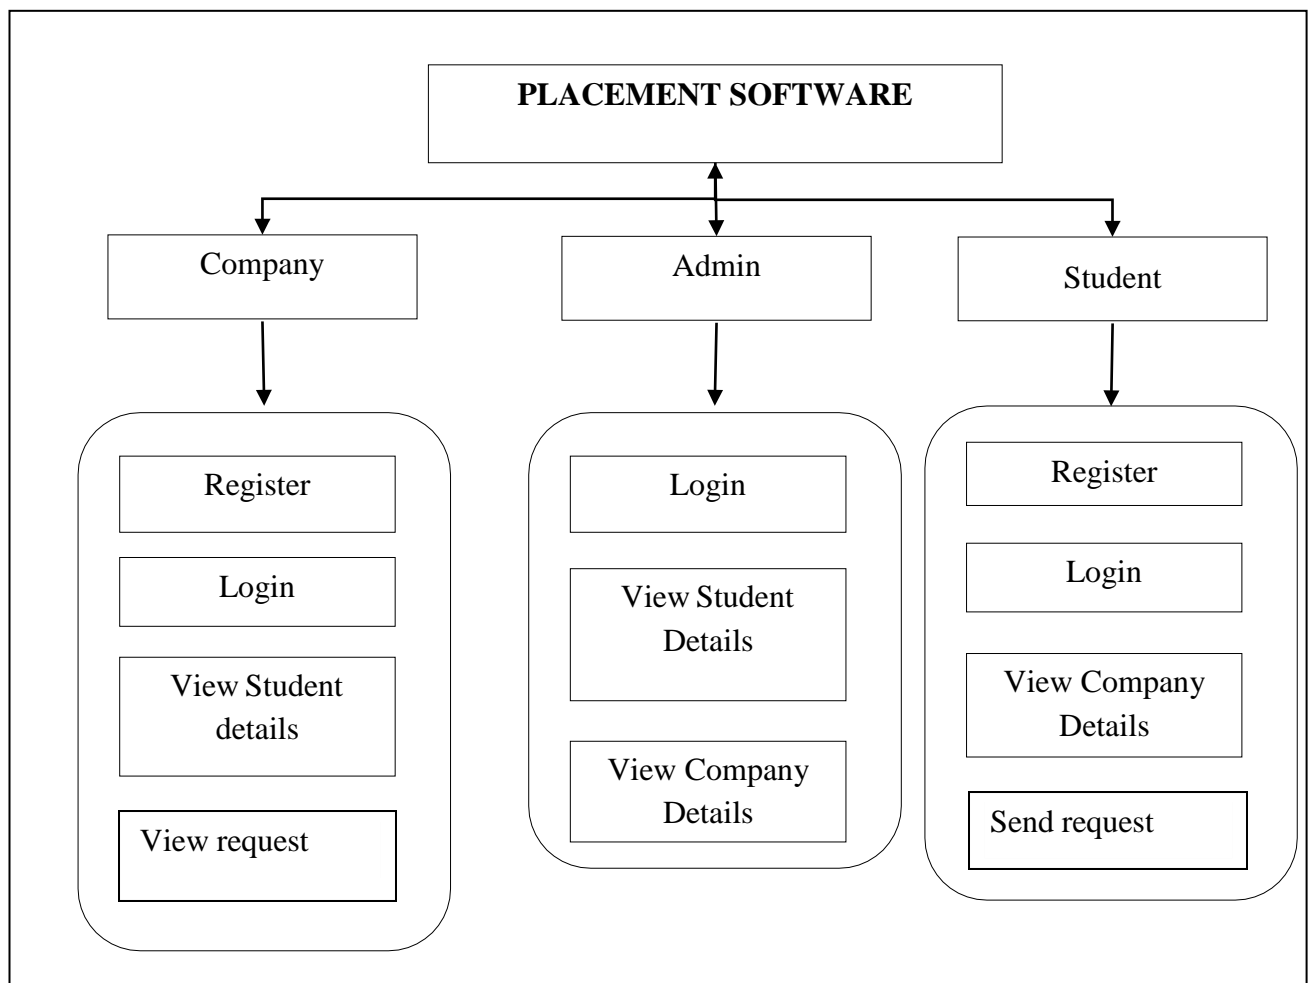 PLACEMENT SOFTWARE
Company
Admin
Student
Register
Login
View Student
details
View request
Login
View Student
Details
View Company
Details
Register
Login
View Company
Details
Send request